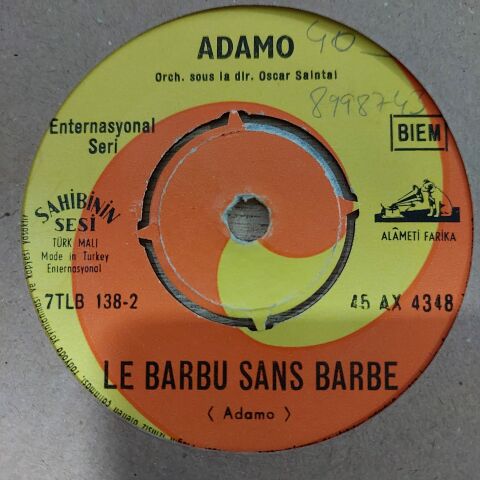 ADAMO
Orch. sous la dir. Oscar Saintal
8998743
Enternasyonal
Seri
BIEM
SAHİBİNİN
SESİ
TÜRK MALI
Made in Turkey
Enternasyonal
ALÂMETİ FARİKA
7TLB 138-2
45 AX 4348
LE BARBU SANS BARBE
( Adamo )